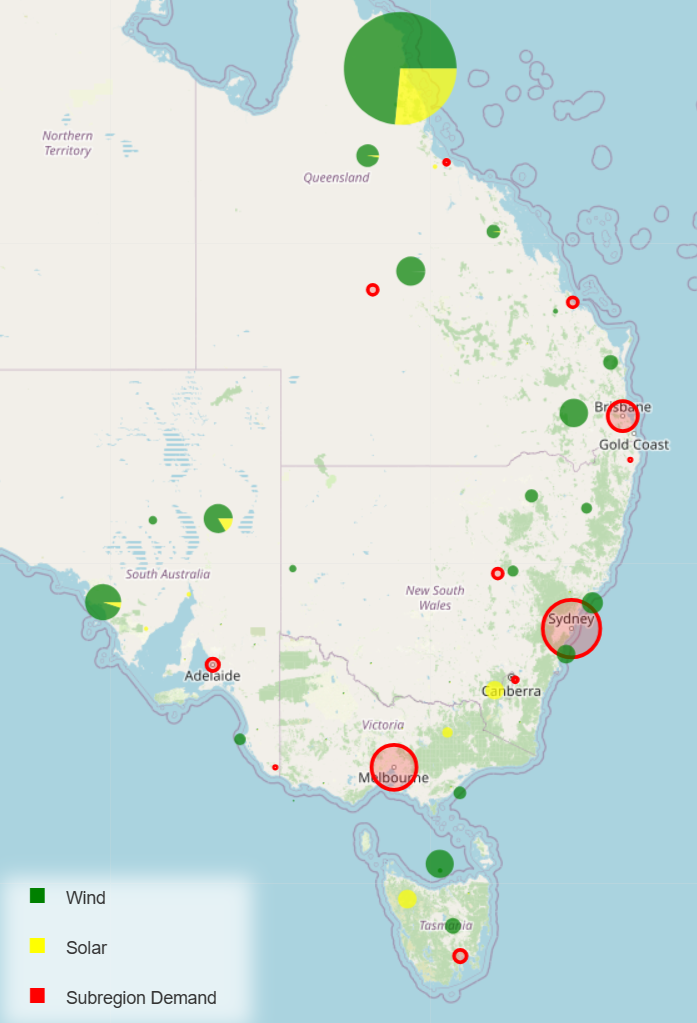 Northern
Territory
Queensland
Brisbane
Gold Coast
South Australia
New South
Wales
Sydney
Adelaide
Canberra
Victoria
Melbourne
Tasmania
Wind
Solar
Subregion Demand